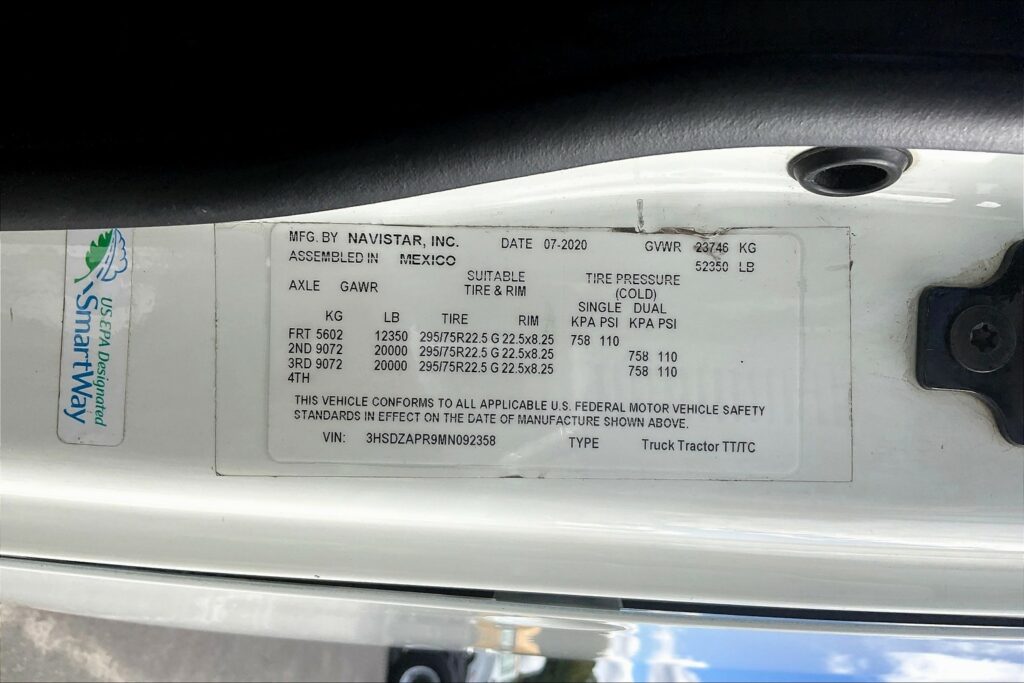 MFG. BY NAVISTAR, INC. DATE 07-2020 GVWR 23746 KG
ASSEMBLED IN MEXICO 52350 LB
AXLE GAWR SUITABLE TIRE & RIM TIRE PRESSURE (COLD)
SINGLE DUAL
KG LB TIRE RIM KPA PSI KPA PSI
FRT 5602 12350 295/75R22.5 G 22.5x8.25 758 110
2ND 9072 20000 295/75R22.5 G 22.5x8.25 758 110
3RD 9072 20000 295/75R22.5 G 22.5x8.25 758 110
4TH
THIS VEHICLE CONFORMS TO ALL APPLICABLE U.S. FEDERAL MOTOR VEHICLE SAFETY
STANDARDS IN EFFECT ON THE DATE OF MANUFACTURE SHOWN ABOVE.
VIN: 3HSDZAPR9MN092358 TYPE Truck Tractor TT/TC
US EPA Designated
SmartWay